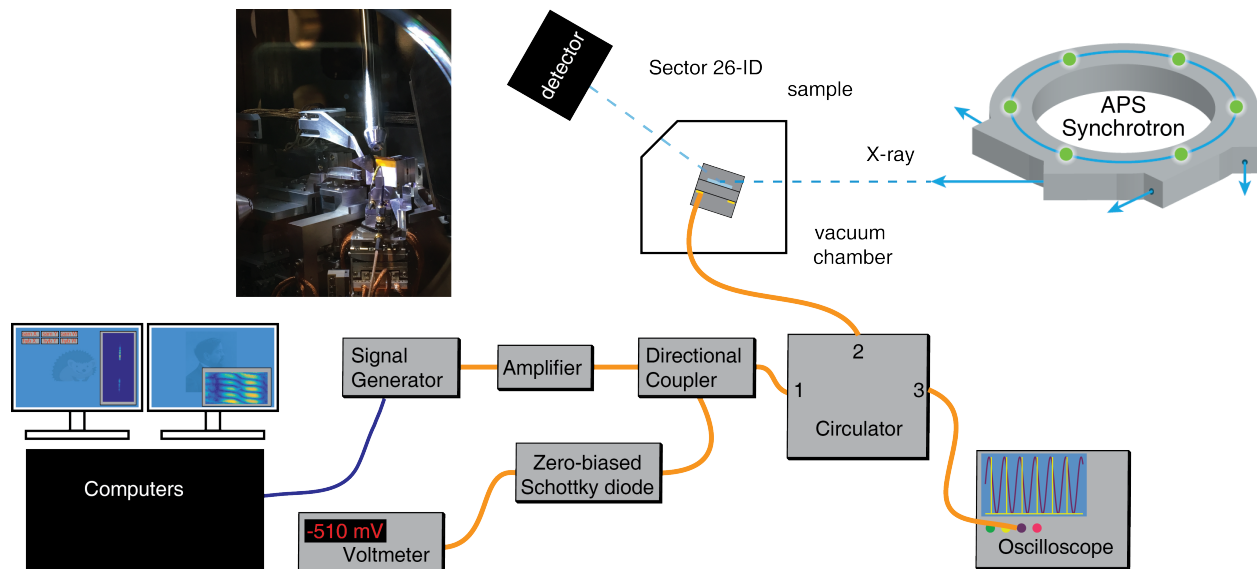 detector
Sector 26-ID
sample
APS
Synchrotron
X-ray
vacuum
chamber
Signal
Generator
Amplifier
Directional
Coupler
1
2
3
Circulator
Computers
Zero-biased
Schottky diode
-510 mV
Voltmeter
Oscilloscope